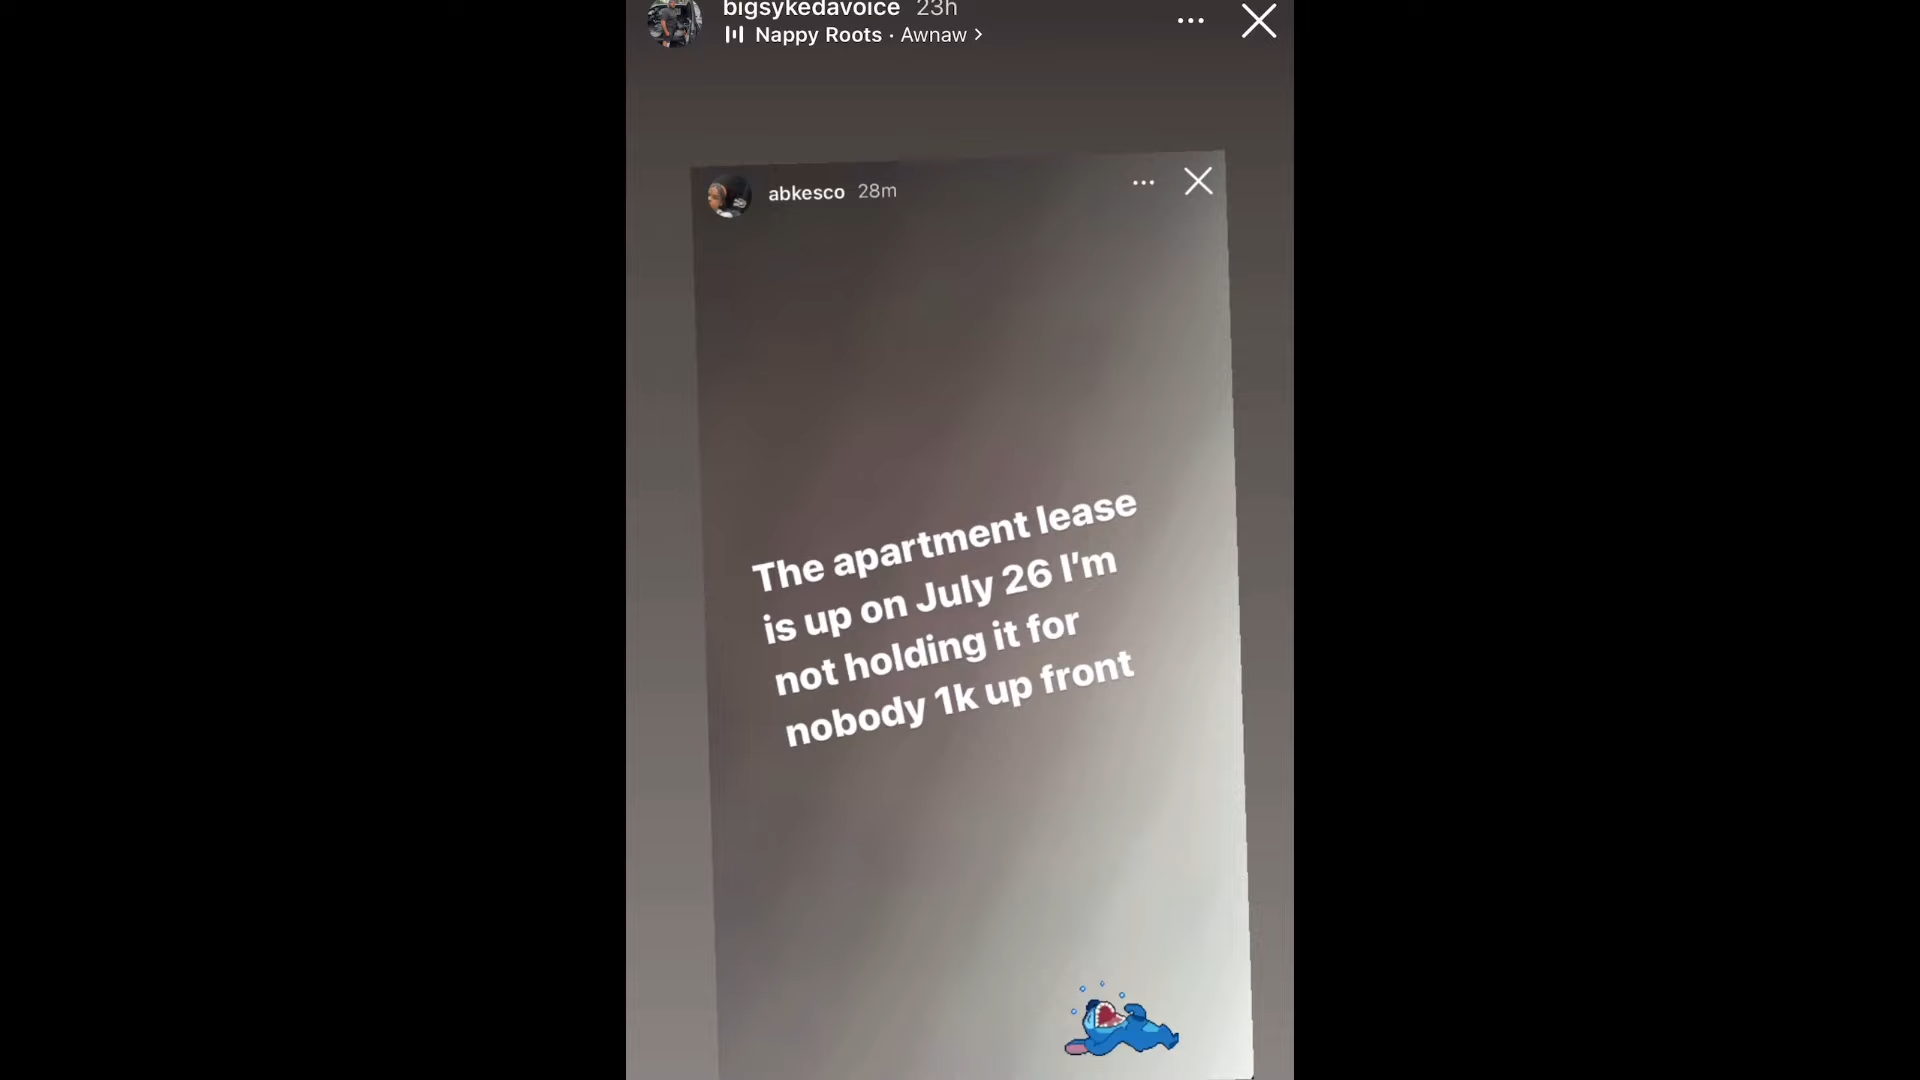 bigsykedavoice 23h
Nappy Roots · Awnaw >
abkesco 28m
The apartment lease
is up on July 26 I'm
not holding it for
nobody 1k up front